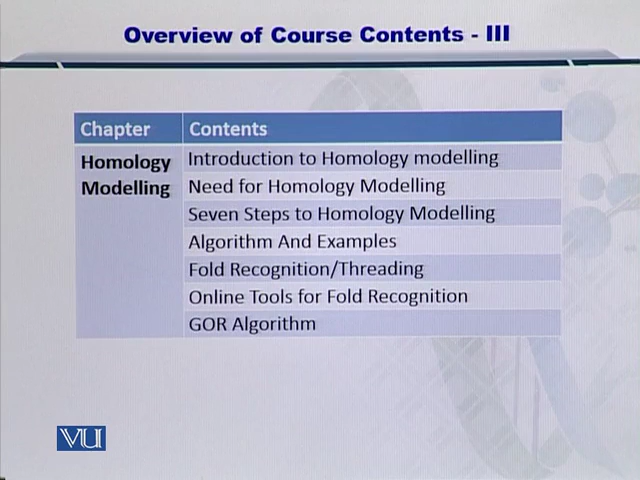 Overview of Course Contents - III
Chapter Contents
Homology Modelling Introduction to Homology modelling
Need for Homology Modelling
Seven Steps to Homology Modelling
Algorithm And Examples
Fold Recognition/Threading
Online Tools for Fold Recognition
GOR Algorithm
VU